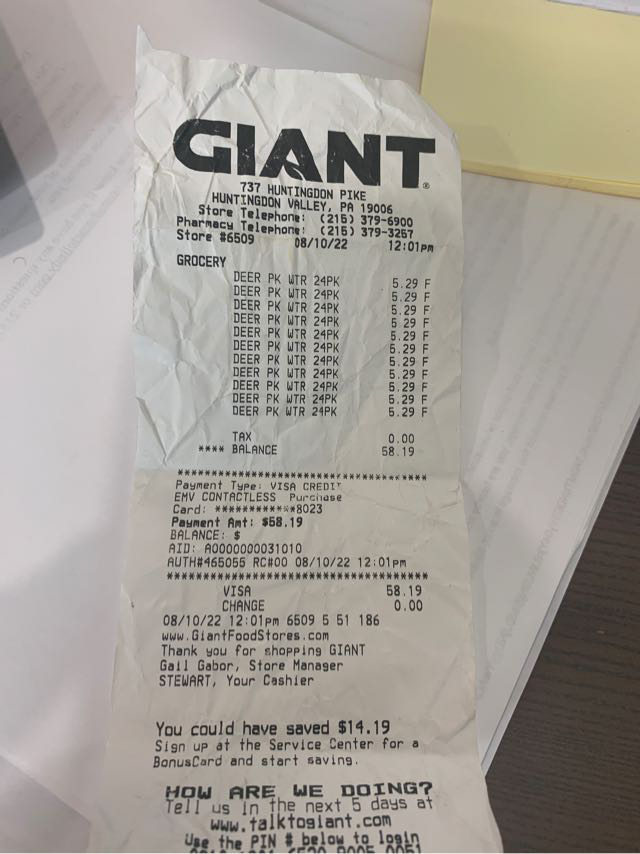 GIANT®
737 HUNTINGDON PIKE
HUNTINGDON VALLEY, PA 19006
Store Telephone: (215) 379-6900
Pharmacy Telephone: (215) 379-3257
Store #6509 08/10/22 12:01pm
GROCERY
DEER PK WTR 24PK 5.29 F
DEER PK WTR 24PK 5.29 F
DEER PK WTR 24PK 5.29 F
DEER PK WTR 24PK 5.29 F
DEER PK WTR 24PK 5.29 F
DEER PK WTR 24PK 5.29 F
DEER PK WTR 24PK 5.29 F
DEER PK WTR 24PK 5.29 F
DEER PK WTR 24PK 5.29 F
DEER PK WTR 24PK 5.29 F
DEER PK WTR 24PK 5.29 F
TAX 0.00
**** BALANCE 58.19
******************************************
Payment Type: VISA CREDIT
EMV CONTACTLESS Purchase
Card: ************8023
Payment Amt: $58.19
BALANCE: $
AID: A0000000031010
AUTH#465055 RC#00 08/10/22 12:01pm
******************************************
VISA 58.19
CHANGE 0.00
08/10/22 12:01pm 6509 5 51 186
www.GiantFoodStores.com
Thank you for shopping GIANT
Gail Gabor, Store Manager
STEWART, Your Cashier
You could have saved $14.19
Sign up at the Service Center for a
BonusCard and start saving.
HOW ARE WE DOING?
Tell us in the next 5 days at
www.talktogiant.com
Use the PIN # below to login